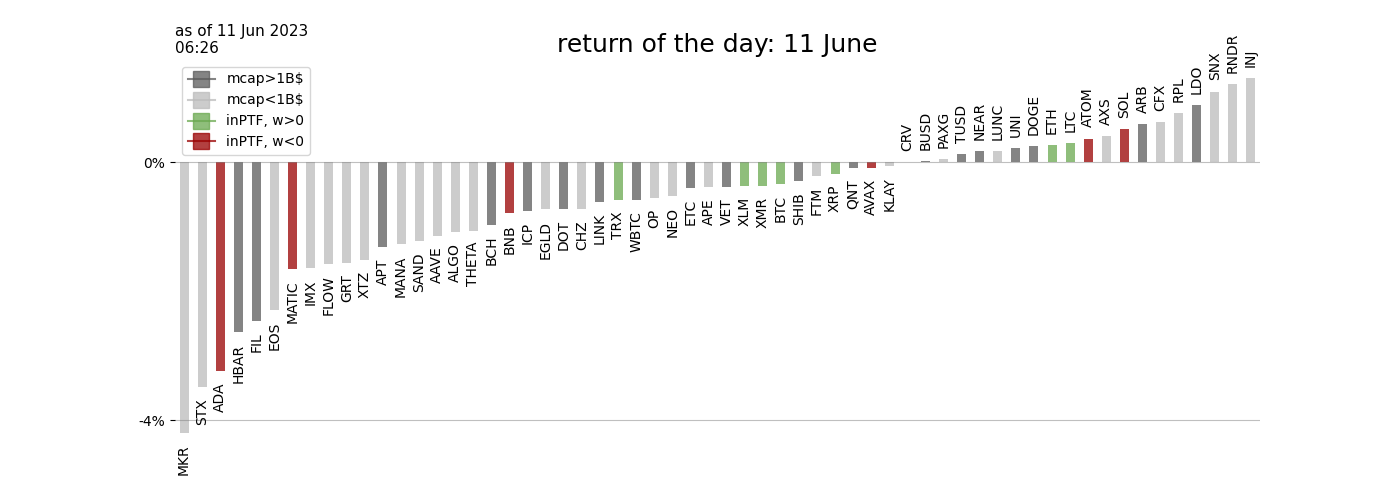 as of 11 Jun 2023
06:26
return of the day: 11 June
mcap>1B$
mcap<1B$
inPTF, w>0
inPTF, w<0
0%
-4%
MKR
STX
ADA
HBAR
FIL
EOS
MATIC
IMX
FLOW
GRT
XTZ
APT
MANA
SAND
AAVE
ALGO
THETA
BCH
BNB
ICP
EGLD
DOT
CHZ
LINK
TRX
WBTC
OP
NEO
ETC
APE
VET
XLM
XMR
BTC
SHIB
FTM
XRP
QNT
AVAX
KLAY
CRV
BUSD
PAXG
TUSD
NEAR
LUNC
UNI
DOGE
ETH
LTC
ATOM
AXS
SOL
ARB
CFX
RPL
LDO
SNX
RNDR
INJ